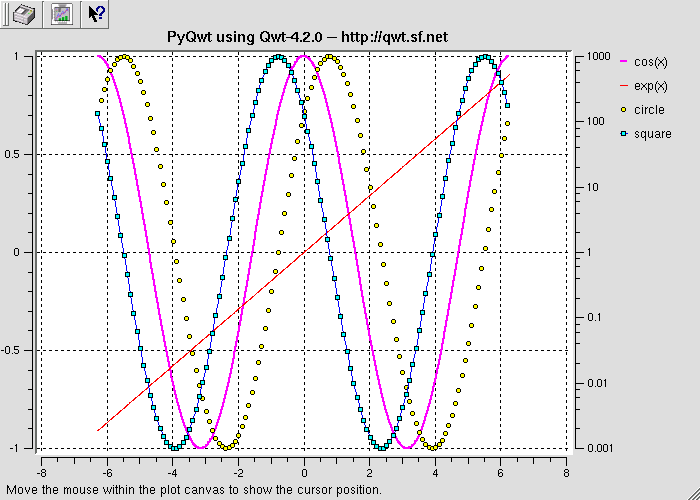 PyQwt using Qwt-4.2.0 -- http://qwt.sf.net
1
0.5
0
-0.5
-1
1000
100
10
1
0.1
0.01
0.001
cos(x)
exp(x)
circle
square
-8 -6 -4 -2 0 2 4 6 8
Move the mouse within the plot canvas to show the cursor position.